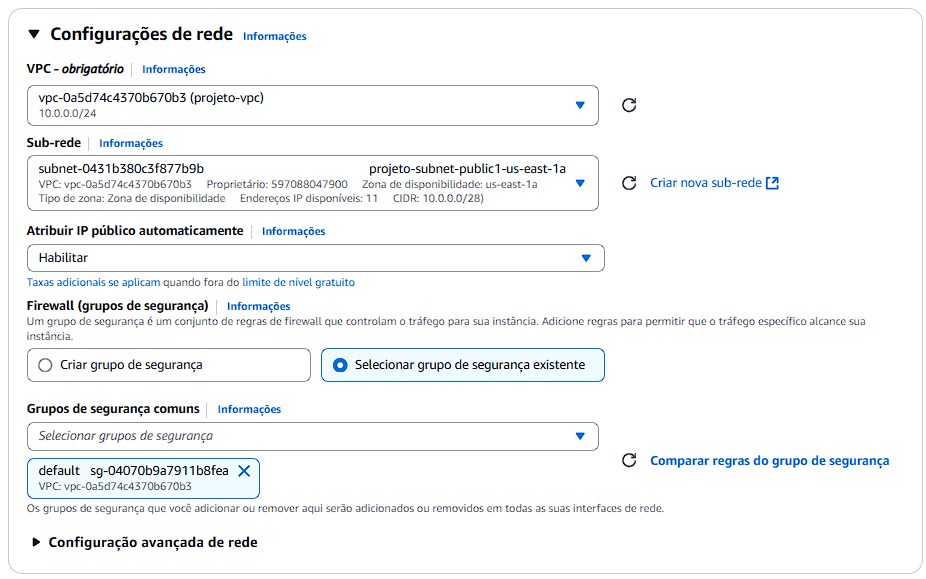 Configurações de rede Informações
VPC - obrigatório Informações
vpc-0a5d74c4370b670b3 (projeto-vpc)
10.0.0.0/24
Sub-rede Informações
subnet-0431b380c3f877b9b projeto-subnet-public1-us-east-1a
VPC: vpc-0a5d74c4370b670b3 Proprietário: 597088047900 Zona de disponibilidade: us-east-1a
Tipo de zona: Zona de disponibilidade Endereços IP disponíveis: 11 CIDR: 10.0.0.0/28)
Criar nova sub-rede
Atribuir IP público automaticamente Informações
Habilitar
Taxas adicionais se aplicam quando fora do limite de nível gratuito
Firewall (grupos de segurança) Informações
Um grupo de segurança é um conjunto de regras de firewall que controlam o tráfego para sua instância. Adicione regras para permitir que o tráfego específico alcance sua
instância.
Criar grupo de segurança Selecionar grupo de segurança existente
Grupos de segurança comuns Informações
Selecionar grupos de segurança
default sg-04070b9a7911b8fea
VPC: vpc-0a5d74c4370b670b3
Comparar regras do grupo de segurança
Os grupos de segurança que você adicionar ou remover aqui serão adicionados ou removidos em todas as suas interfaces de rede.
Configuração avançada de rede